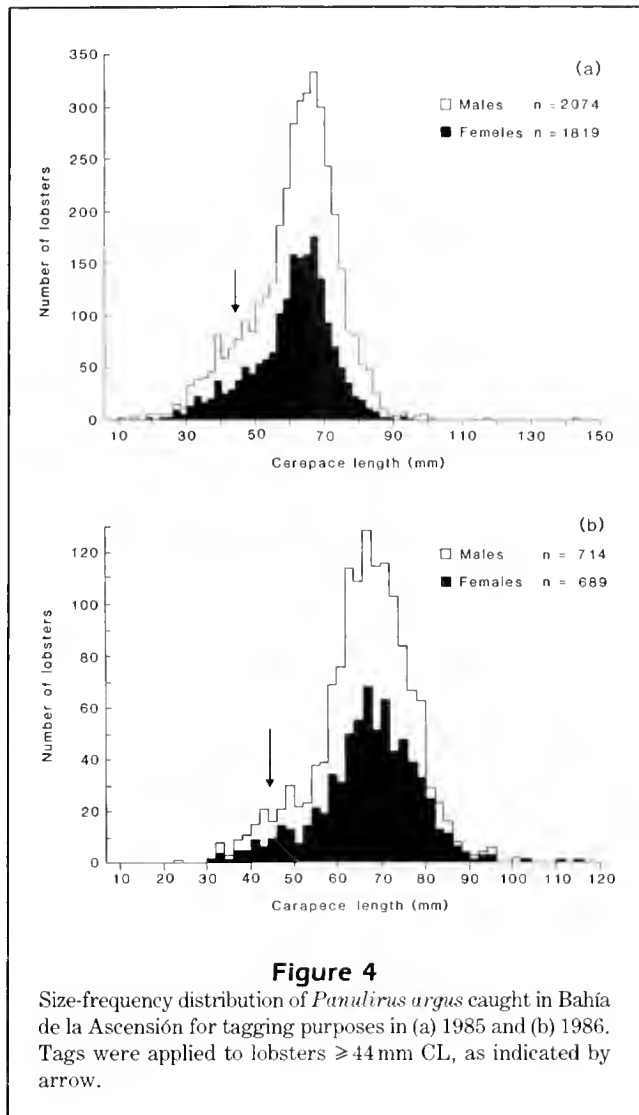 350
(a)
300
Males n = 2074
Femeles n = 1819
250
200
150
100
50
0
Number of lobsters
10 30 50 70 90 110 130 150
Cerepace length (mm)
(b)
120
Males n = 714
100
Females n = 689
80
60
40
20
0
Number of lobsters
10 20 30 40 50 60 70 80 90 100 110 120
Carapece length (mm)
Figure 4
Size-frequency distribution of Panulirus argus caught in Bahía
de la Ascensión for tagging purposes in (a) 1985 and (b) 1986.
Tags were applied to lobsters ⩾ 44 mm CL, as indicated by
arrow.